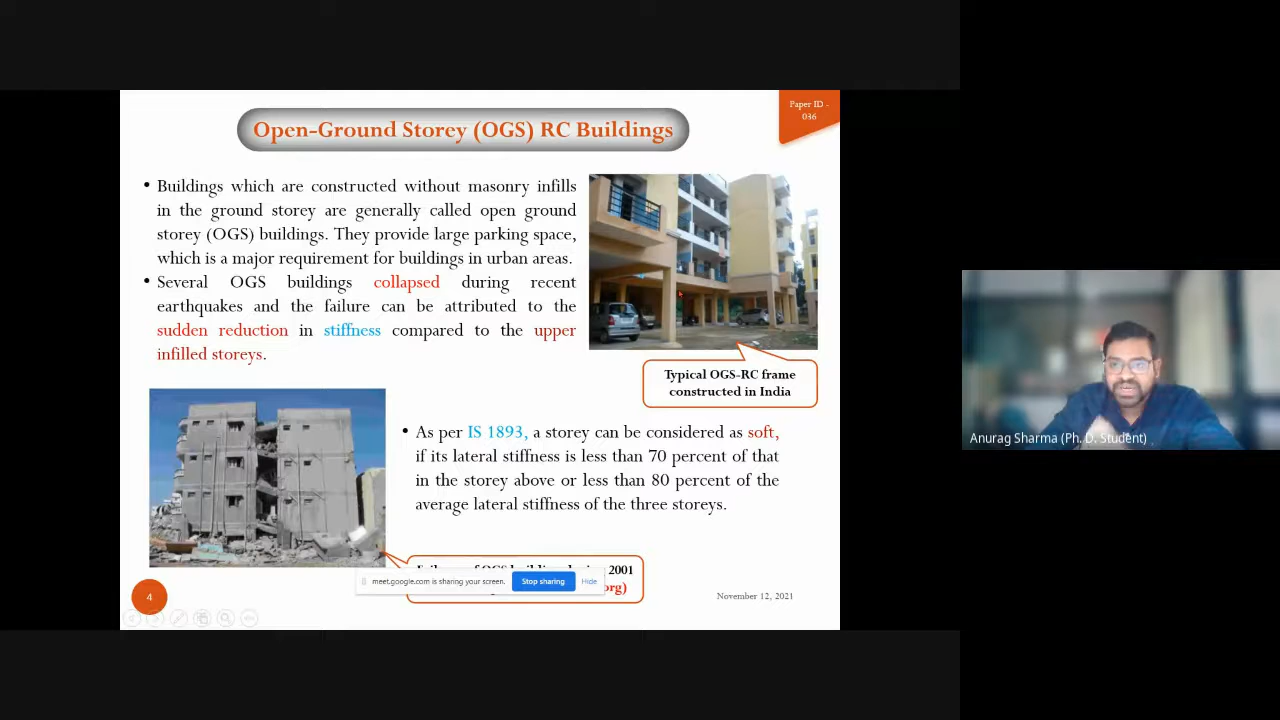 Open-Ground Storey (OGS) RC Buildings
Paper ID -
036
• Buildings which are constructed without masonry infills
in the ground storey are generally called open ground
storey (OGS) buildings. They provide large parking space,
which is a major requirement for buildings in urban areas.
• Several OGS buildings collapsed during recent
earthquakes and the failure can be attributed to the
sudden reduction in stiffness compared to the upper
infilled storeys.
Typical OGS-RC frame
constructed in India
• As per IS 1893, a storey can be considered as soft,
if its lateral stiffness is less than 70 percent of that
in the storey above or less than 80 percent of the
average lateral stiffness of the three storeys.
2001
org)
meet.google.com is sharing your screen.
Stop sharing
Hide
4
November 12, 2021
Anurag Sharma (Ph. D. Student)